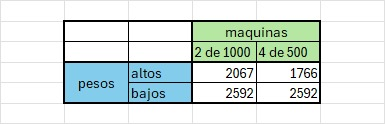 maquinas
2 de 1000 4 de 500
pesos altos 2067 1766
bajos 2592 2592